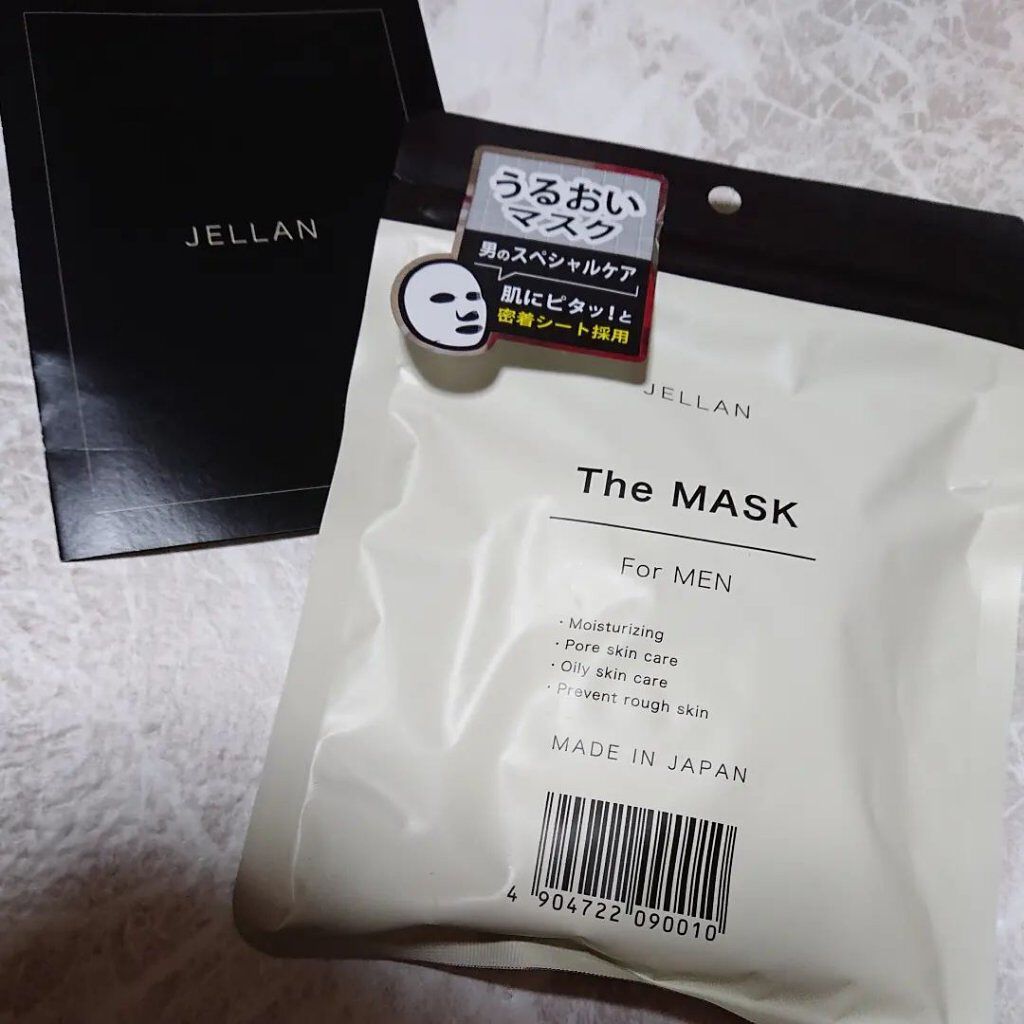 JELLAN
うるおい
マスク
男のスペシャルケア
肌にピタッ!と
密着シート採用
JELLAN
The MASK
For MEN
・Moisturizing
・Pore skin care
・Oily skin care
・Prevent rough skin
MADE IN JAPAN
4 904722 090010